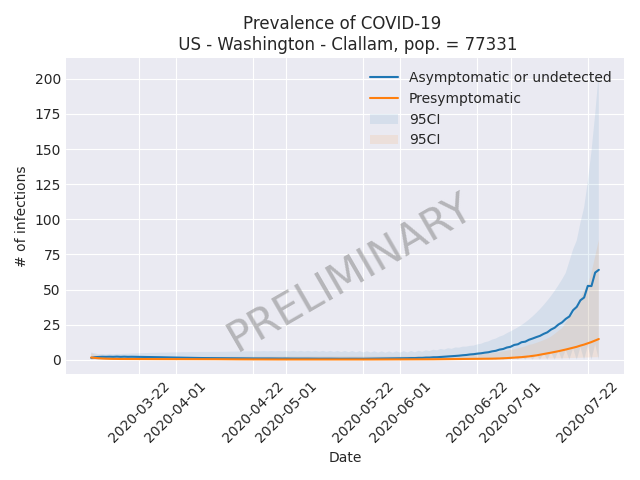 Prevalence of COVID-19
US - Washington - Clallam, pop. = 77331
200
175
150
125
100
75
50
25
0
# of infections
Asymptomatic or undetected
Presymptomatic
95CI
95CI
PRELIMINARY
2020-03-22
2020-04-01
2020-04-22
2020-05-01
2020-05-22
2020-06-01
2020-06-22
2020-07-01
2020-07-22
Date